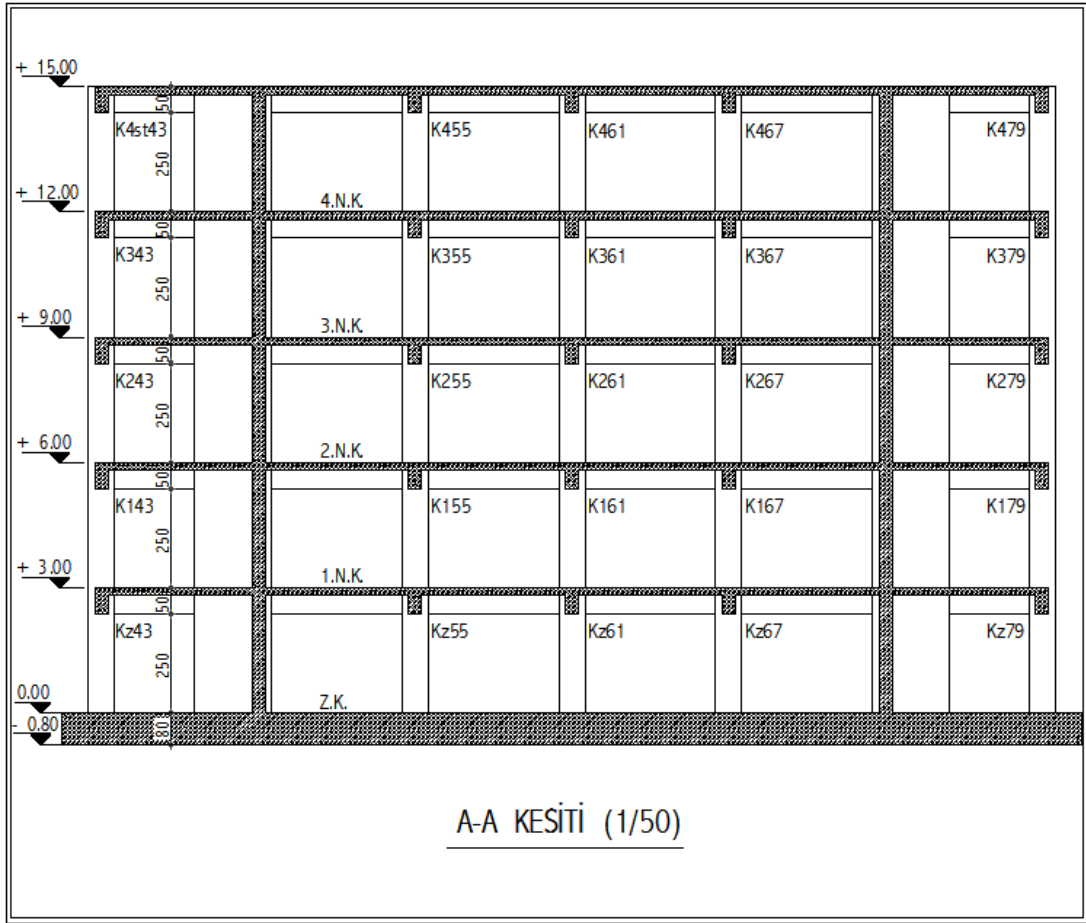 + 15.00
50
K4st43 K455 K461 K467 K479
250
4.N.K.
+ 12.00
50
K343 K355 K361 K367 K379
250
3.N.K.
+ 9.00
50
K243 K255 K261 K267 K279
250
2.N.K.
+ 6.00
50
K143 K155 K161 K167 K179
250
1.N.K.
+ 3.00
50
Kz43 Kz55 Kz61 Kz67 Kz79
250
Z.K.
0.00
- 0.80
80
A-A KESİTİ (1/50)